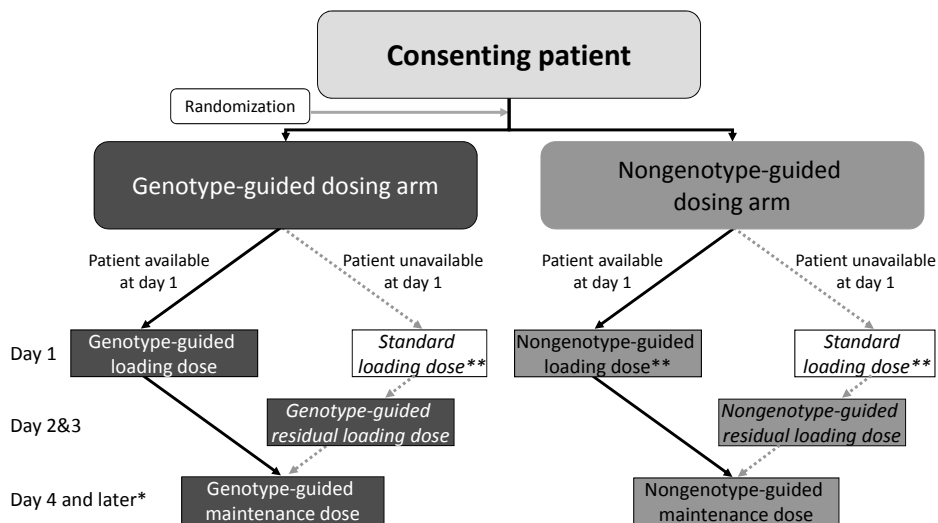 Consenting patient
Randomization
Genotype-guided dosing arm
Nongenotype-guided
dosing arm
Patient available
at day 1
Patient unavailable
at day 1
Patient available
at day 1
Patient unavailable
at day 1
Day 1
Genotype-guided
loading dose
Standard
loading dose**
Nongenotype-guided
loading dose**
Standard
loading dose**
Day 2&3
Genotype-guided
residual loading dose
Nongenotype-guided
residual loading dose
Day 4 and later*
Genotype-guided
maintenance dose
Nongenotype-guided
maintenance dose